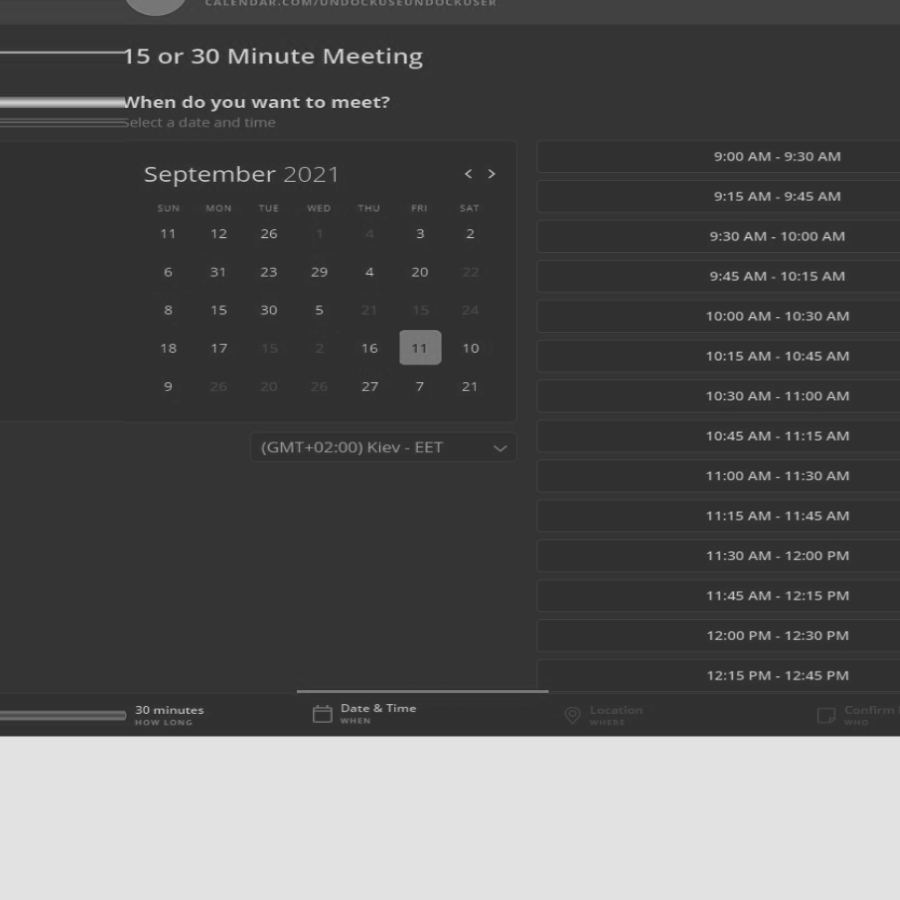 CALENDAR.COM/UNDOCKUSEUNDOCKUSER
15 or 30 Minute Meeting
When do you want to meet?
Select a date and time
September 2021 < >
SUN MON TUE WED THU FRI SAT
11 12 26 1 4 3 2
6 31 23 29 4 20 22
8 15 30 5 21 15 24
18 17 15 2 16 11 10
9 26 20 26 27 7 21
(GMT+02:00) Kiev - EET
9:00 AM - 9:30 AM
9:15 AM - 9:45 AM
9:30 AM - 10:00 AM
9:45 AM - 10:15 AM
10:00 AM - 10:30 AM
10:15 AM - 10:45 AM
10:30 AM - 11:00 AM
10:45 AM - 11:15 AM
11:00 AM - 11:30 AM
11:15 AM - 11:45 AM
11:30 AM - 12:00 PM
11:45 AM - 12:15 PM
12:00 PM - 12:30 PM
12:15 PM - 12:45 PM
30 minutes
HOW LONG
Date & Time
WHEN
Location
WHERE
Confirm
WHO